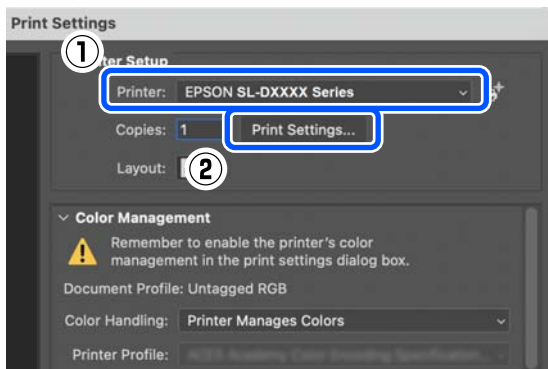 Print Settings
①
ter Setup
Printer: EPSON SL-DXXXX Series
Copies: 1 Print Settings...
②
Layout:
Color Management
Remember to enable the printer's color
management in the print settings dialog box.
Document Profile: Untagged RGB
Color Handling: Printer Manages Colors
Printer Profile: